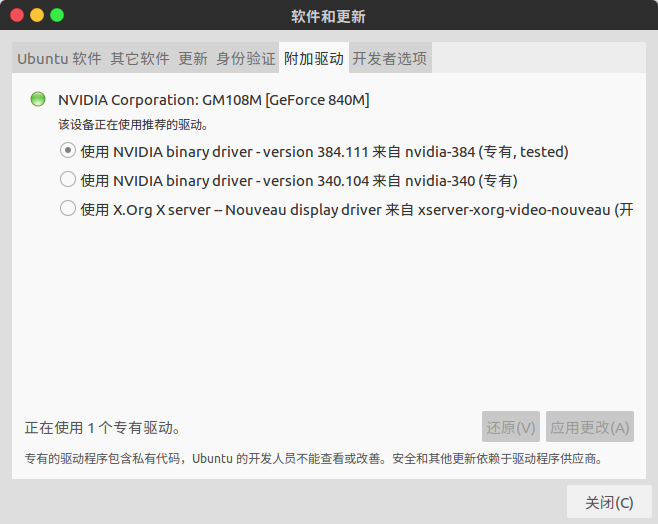 软件和更新
Ubuntu 软件 其它软件 更新 身份验证 附加驱动 开发者选项
NVIDIA Corporation: GM108M [GeForce 840M]
该设备正在使用推荐的驱动。
使用 NVIDIA binary driver - version 384.111 来自 nvidia-384 (专有, tested)
使用 NVIDIA binary driver - version 340.104 来自 nvidia-340 (专有)
使用 X.Org X server -- Nouveau display driver 来自 xserver-xorg-video-nouveau (开
正在使用 1 个专有驱动。 还原(V) 应用更改(A)
专有的驱动程序包含私有代码，Ubuntu 的开发人员不能查看或改善。安全和其他更新依赖于驱动程序供应商。
关闭(C)